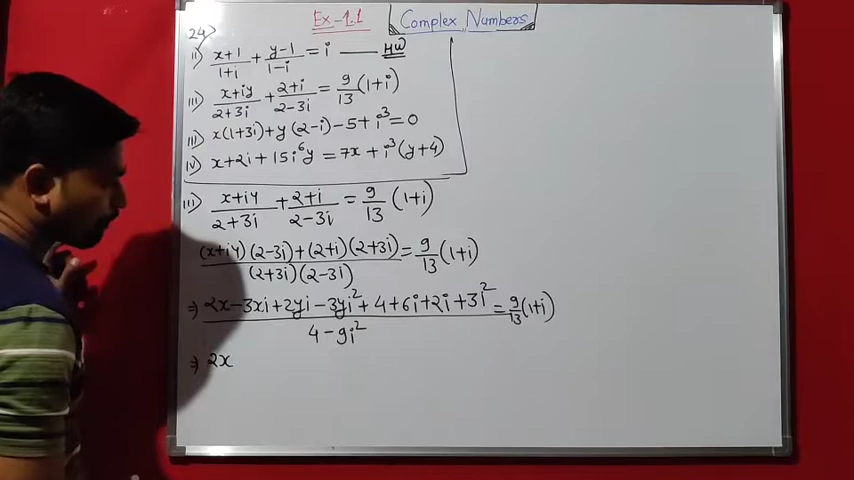 Ex-1.1 Complex Numbers
24>
ii) x+1/1+i + y-1/1-i = i —— HW
iii) x+iy/2+3i + 2+i/2-3i = 9/13 (1+i)
iii) x(1+3i)+y(2-i)-5+i³=0
iv) x+2i+15i⁶y=7x+i³(y+4)
iii) x+iy/2+3i + 2+i/2-3i = 9/13 (1+i)
(x+iy)(2-3i)+(2+i)(2+3i)/(2+3i)(2-3i) = 9/13 (1+i)
⇒ 2x-3xi+2yi-3yi²+4+6i+2i+3i²/4-9i² = 9/13 (1+i)
⇒ 2x